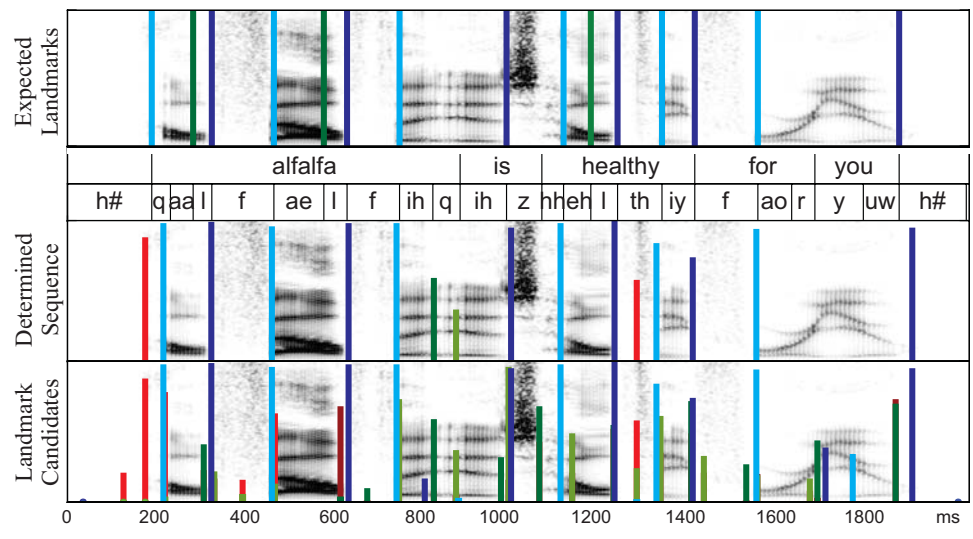 Expected
Landmarks
alfalfa is healthy for you
h# q aa l f ae l f ih q ih z hh eh l th iy f ao r y uw h#
Determined
Sequence
Landmark
Candidates
0 200 400 600 800 1000 1200 1400 1600 1800 ms